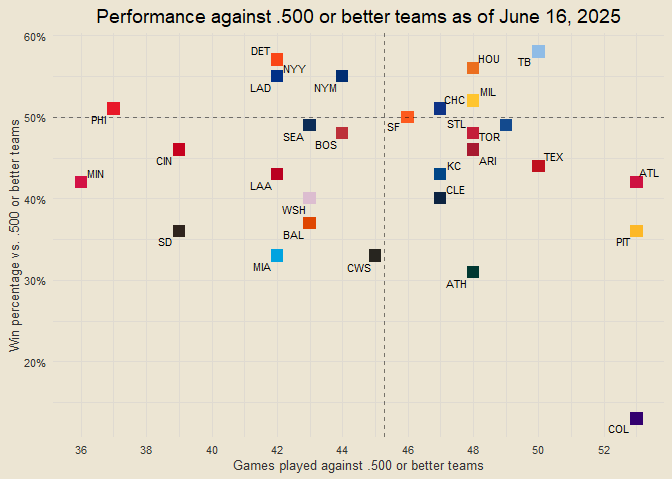 Performance against .500 or better teams as of June 16, 2025
60%
DET
HOU
TB
NYY
LAD
NYM
MIL
CHC
PHI
50%
STL
SF
SEA
TOR
BOS
CIN
ARI
TEX
KC
MIN
ATL
LAA
CLE
40%
WSH
BAL
SD
PIT
MIA
CWS
30%
ATH
20%
COL
36
38
40
42
44
46
48
50
52
Games played against .500 or better teams
Win percentage vs. .500 or better teams